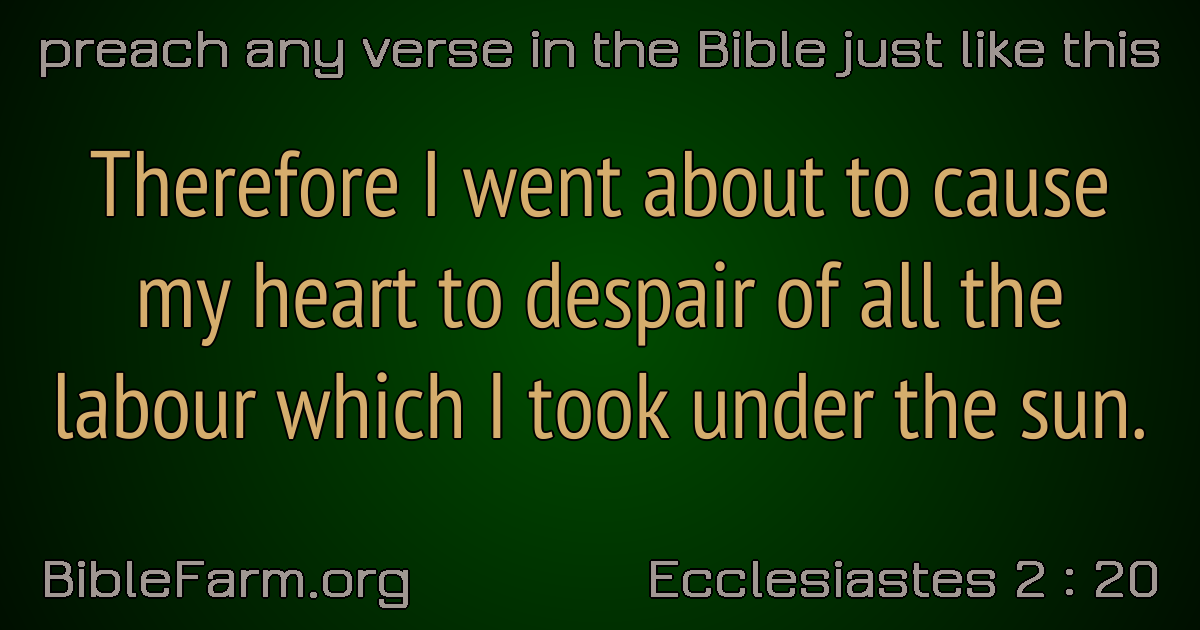 preach any verse in the Bible just like this
Therefore I went about to cause
my heart to despair of all the
labour which I took under the sun.
BibleFarm.org
Ecclesiastes 2 : 20